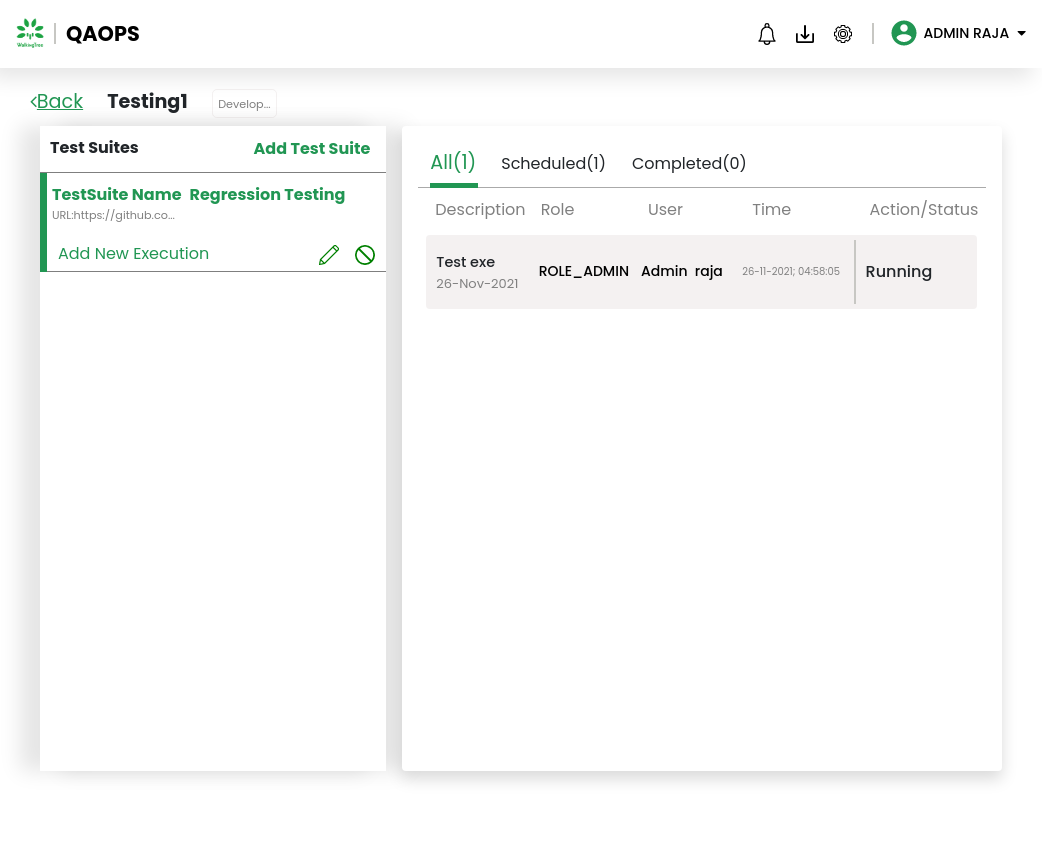 WalkingTree
QAOPS
ADMIN RAJA
Back
Testing1
Develop...
Test Suites
Add Test Suite
TestSuite Name Regression Testing
URL:https://github.co...
Add New Execution
All(1)
Scheduled(1)
Completed(0)
Description Role User Time Action/Status
Test exe
26-Nov-2021
ROLE_ADMIN
Admin raja
26-11-2021; 04:58:05
Running